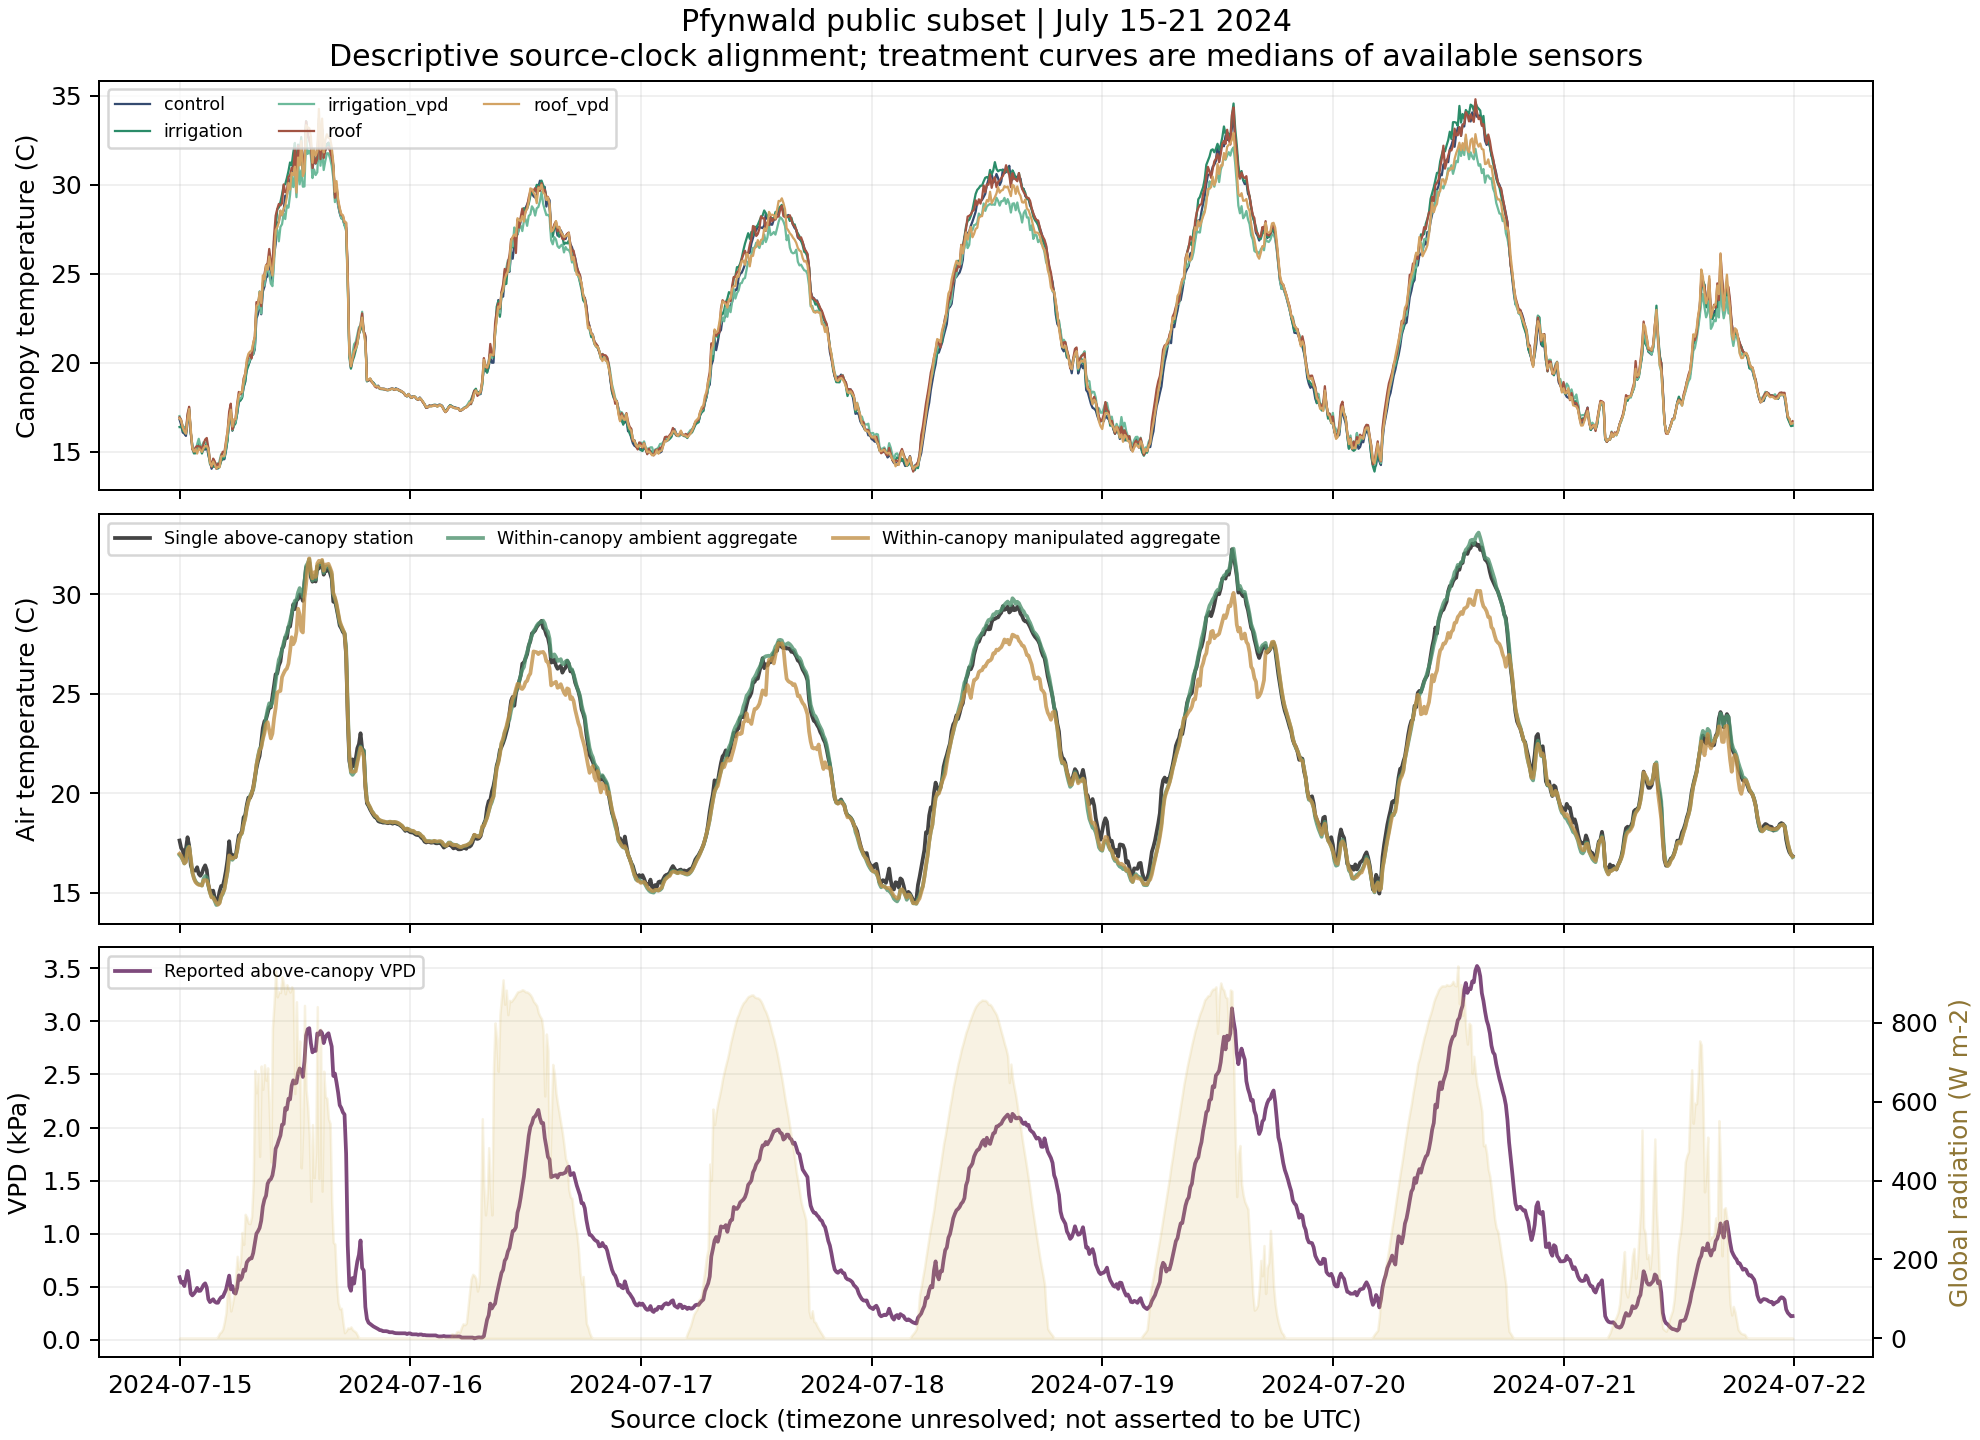 Pfynwald public subset | July 15-21 2024
Descriptive source-clock alignment; treatment curves are medians of available sensors
Canopy temperature (C)
35
30
25
20
15
control
irrigation
irrigation_vpd
roof
roof_vpd
Air temperature (C)
30
25
20
15
Single above-canopy station
Within-canopy ambient aggregate
Within-canopy manipulated aggregate
VPD (kPa)
3.5
3.0
2.5
2.0
1.5
1.0
0.5
0.0
Reported above-canopy VPD
800
600
400
200
0
Global radiation (W m-2)
2024-07-15
2024-07-16
2024-07-17
2024-07-18
2024-07-19
2024-07-20
2024-07-21
2024-07-22
Source clock (timezone unresolved; not asserted to be UTC)